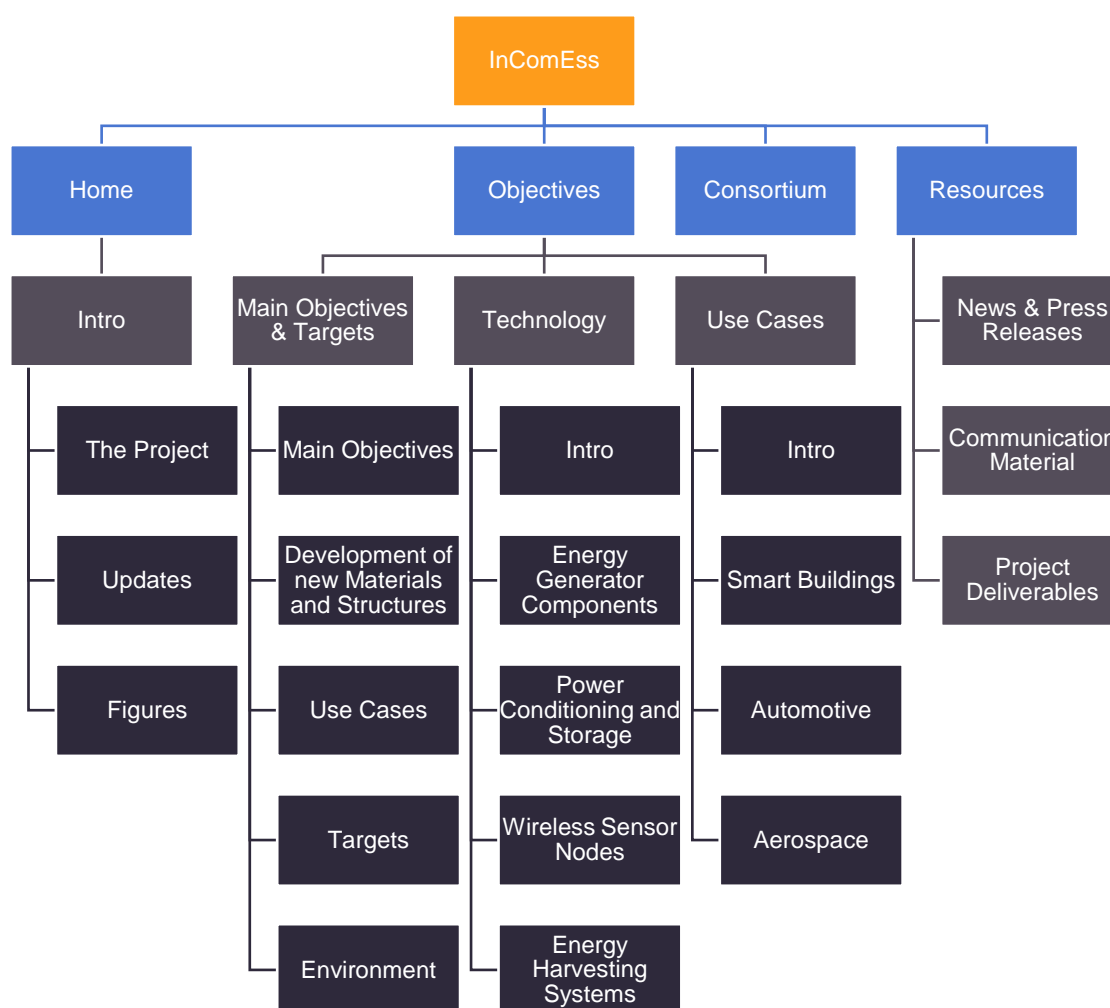 InComEss
Home
Objectives
Consortium
Resources
Intro
Main Objectives
& Targets
Technology
Use Cases
News & Press
Releases
Communication
Material
Project
Deliverables
The Project
Updates
Figures
Main Objectives
Development of
new Materials
and Structures
Use Cases
Targets
Environment
Intro
Energy
Generator
Components
Power
Conditioning and
Storage
Wireless Sensor
Nodes
Energy
Harvesting
Systems
Intro
Smart Buildings
Automotive
Aerospace